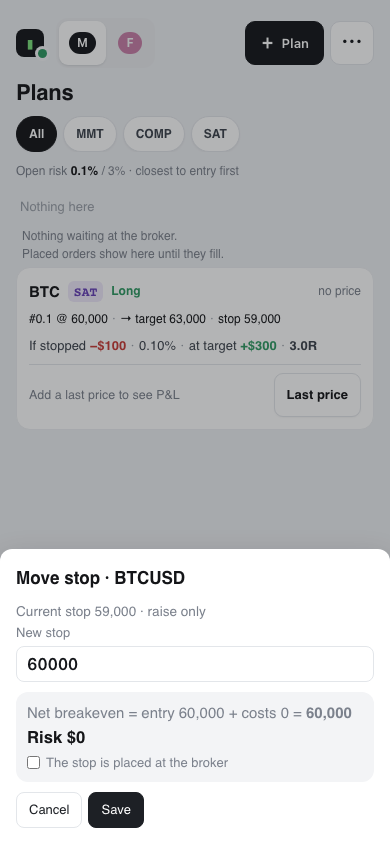 M
F
+ Plan
Plans
All
MMT
COMP
SAT
Open risk 0.1% / 3% · closest to entry first
Nothing here
Nothing waiting at the broker.
Placed orders show here until they fill.
BTC SAT Long no price
#0.1 @ 60,000 · → target 63,000 · stop 59,000
If stopped −$100 · 0.10% · at target +$300 · 3.0R
Add a last price to see P&L
Last price
Move stop · BTCUSD
Current stop 59,000 · raise only
New stop
60000
Net breakeven = entry 60,000 + costs 0 = 60,000
Risk $0
The stop is placed at the broker
Cancel
Save